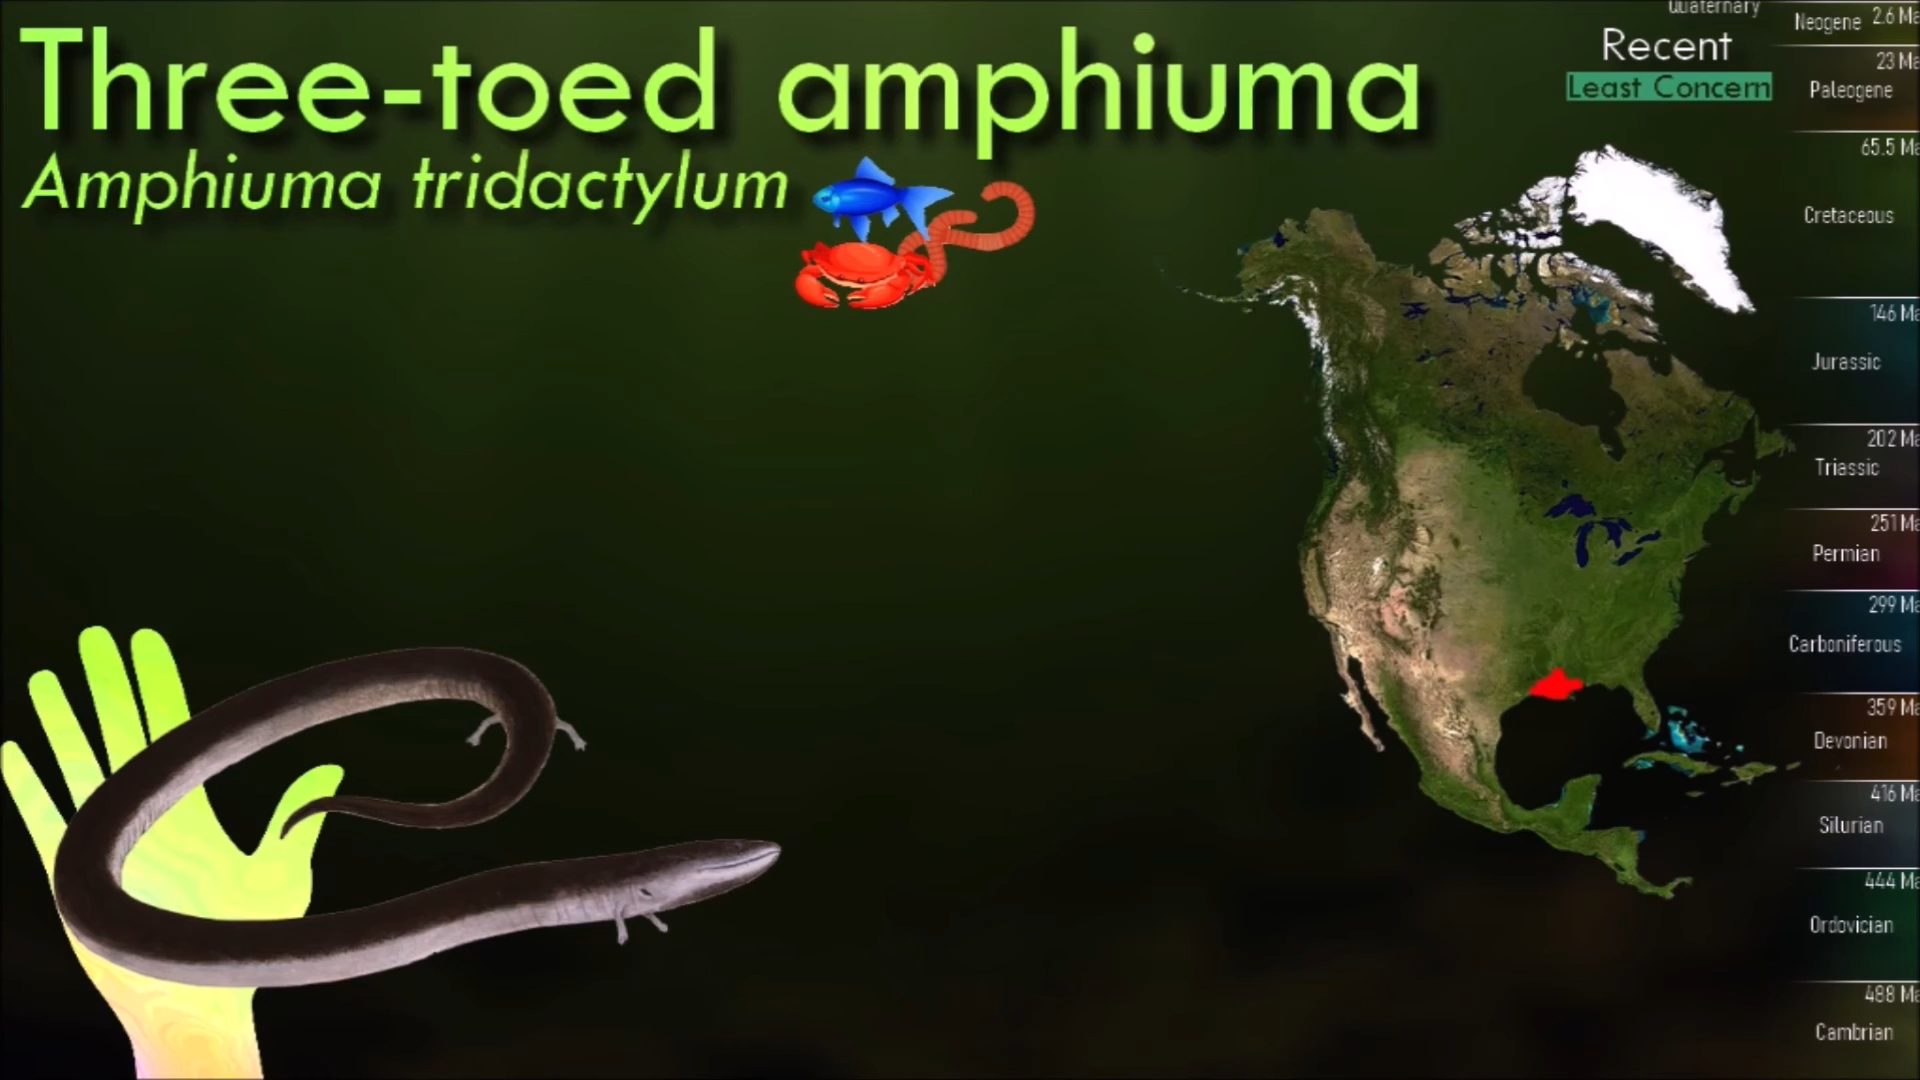 Three-toed amphiuma
Amphiuma tridactylum
Recent
Least Concern
Quaternary
Neogene 2.6 Ma
23 Ma
Paleogene
65.5 Ma
Cretaceous
146 Ma
Jurassic
202 Ma
Triassic
251 Ma
Permian
299 Ma
Carboniferous
359 Ma
Devonian
416 Ma
Silurian
444 Ma
Ordovician
488 Ma
Cambrian